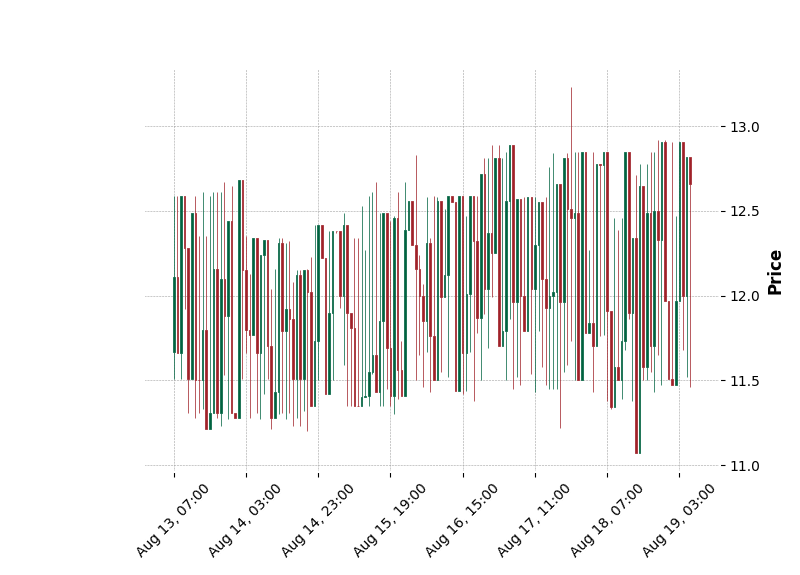 13.0
12.5
12.0
11.5
11.0
Price
Aug 13, 07:00
Aug 14, 03:00
Aug 14, 23:00
Aug 15, 19:00
Aug 16, 15:00
Aug 17, 11:00
Aug 18, 07:00
Aug 19, 03:00